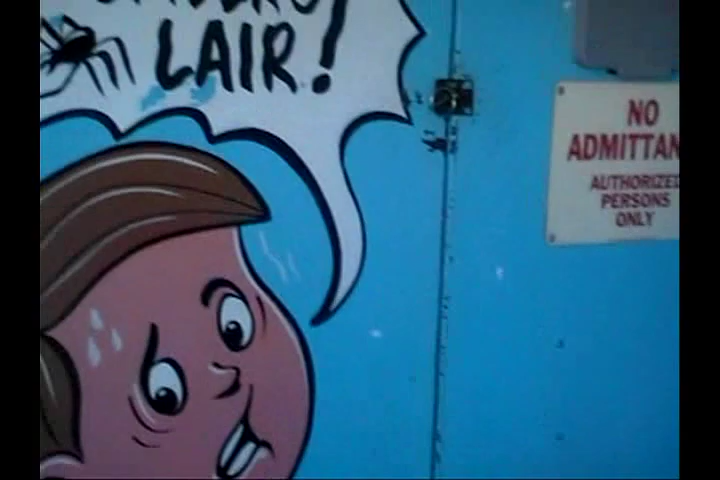 LAIR!
NO
ADMITTAN
AUTHORIZED
PERSONS
ONLY